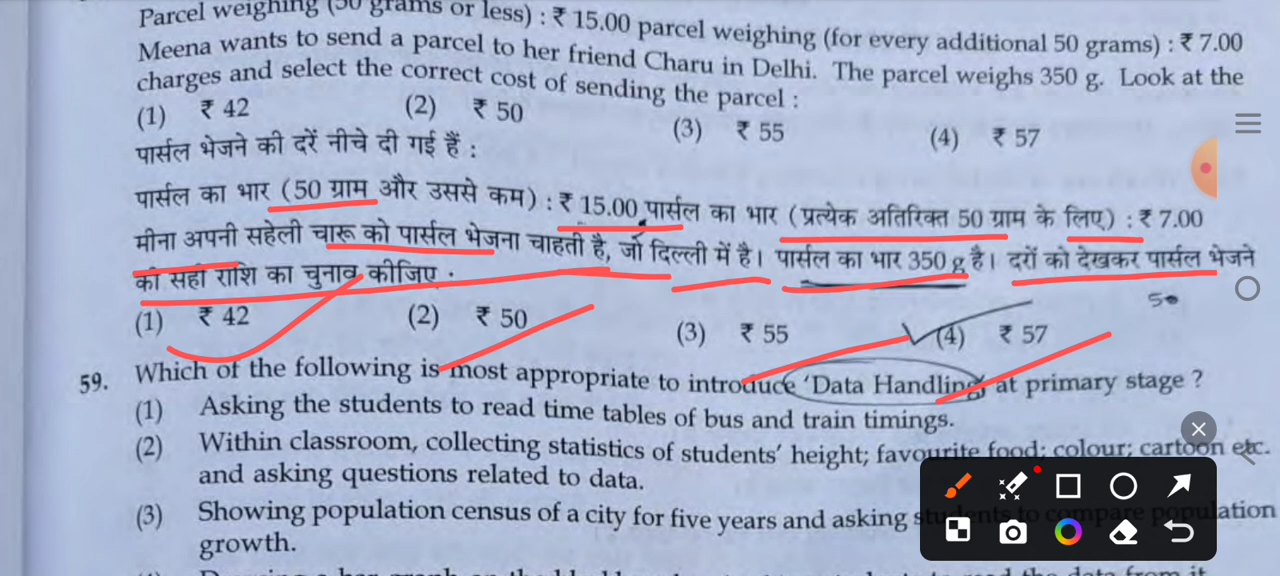 Parcel weighing (50 grams or less) : ₹ 15.00 parcel weighing (for every additional 50 grams) : ₹ 7.00
Meena wants to send a parcel to her friend Charu in Delhi. The parcel weighs 350 g. Look at the
charges and select the correct cost of sending the parcel :
(1) ₹ 42 (2) ₹ 50 (3) ₹ 55 (4) ₹ 57
पार्सल भेजने की दरें नीचे दी गई हैं :
पार्सल का भार (50 ग्राम और उससे कम) : ₹ 15.00 पार्सल का भार (प्रत्येक अतिरिक्त 50 ग्राम के लिए) : ₹ 7.00
मीना अपनी सहेली चारू को पार्सल भेजना चाहती है, जो दिल्ली में है। पार्सल का भार 350 g है। दरों को देखकर पार्सल भेजने
की सही राशि का चुनाव कीजिए :
50
(1) ₹ 42 (2) ₹ 50 (3) ₹ 55 (4) ₹ 57
59. Which of the following is most appropriate to introduce 'Data Handling' at primary stage ?
(1) Asking the students to read time tables of bus and train timings.
(2) Within classroom, collecting statistics of students' height; favourite food; colour; cartoon etc.
and asking questions related to data.
(3) Showing population census of a city for five years and asking students to compare population
growth.